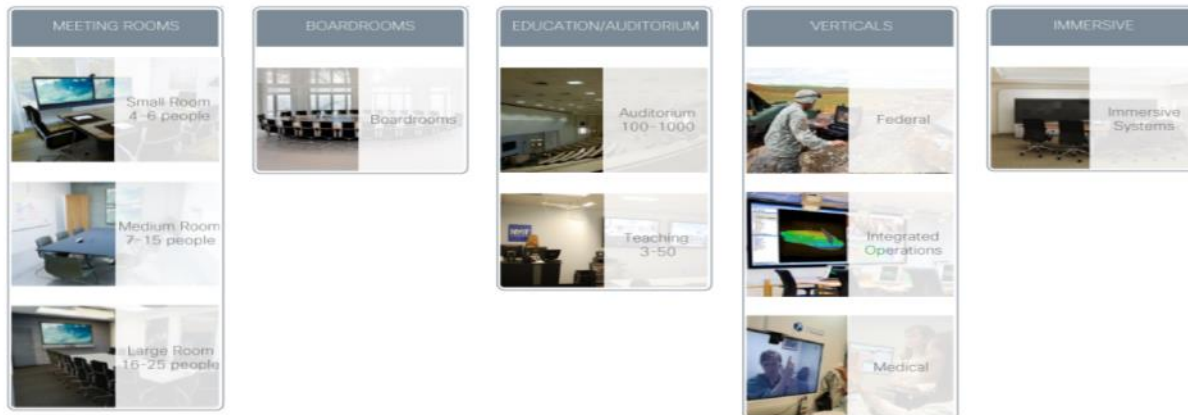 MEETING ROOMS
Small Room
4-6 people
Medium Room
7-15 people
Large Room
16-25 people
BOARDROOMS
Boardrooms
EDUCATION/AUDITORIUM
Auditorium
100-1000
Teaching
3-50
VERTICALS
Federal
Integrated
Operations
Medical
IMMERSIVE
Immersive
Systems